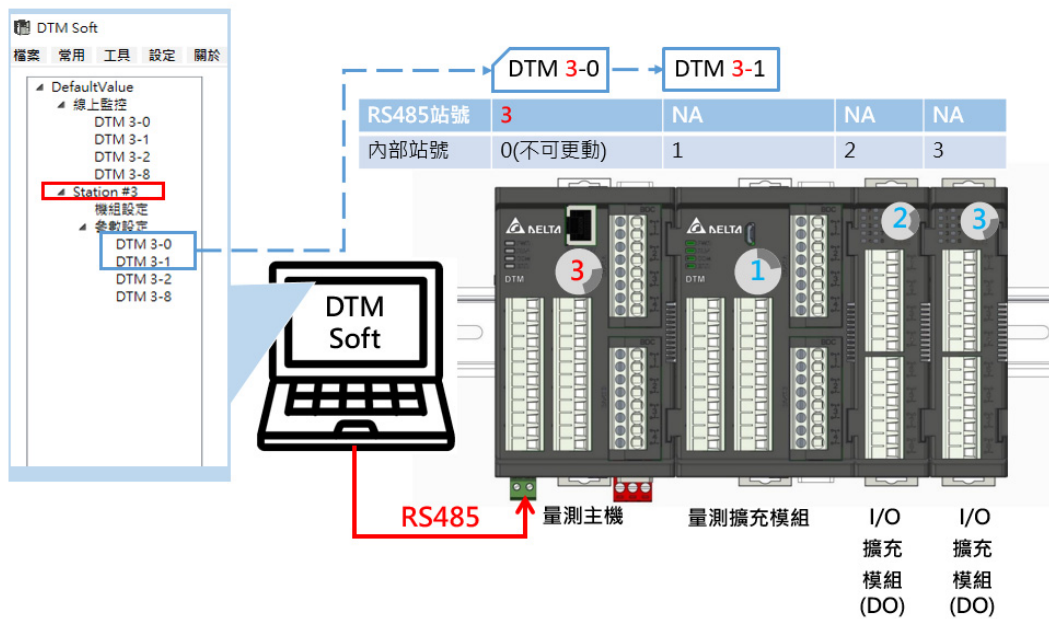 DTM Soft
檔案 常用 工具 設定 關於
DefaultValue
線上監控
DTM 3-0
DTM 3-1
DTM 3-2
DTM 3-8
Station #3
機組設定
參數設定
DTM 3-0
DTM 3-1
DTM 3-2
DTM 3-8
DTM 3-0
DTM 3-1
RS485站號 3 NA NA NA
內部站號 0(不可更動) 1 2 3
DTM
Soft
RS485
DELTA
3
DTM
DELTA
1
DTM
2
3
量測主機
量測擴充模組
I/O
擴充
模組
(DO)
I/O
擴充
模組
(DO)